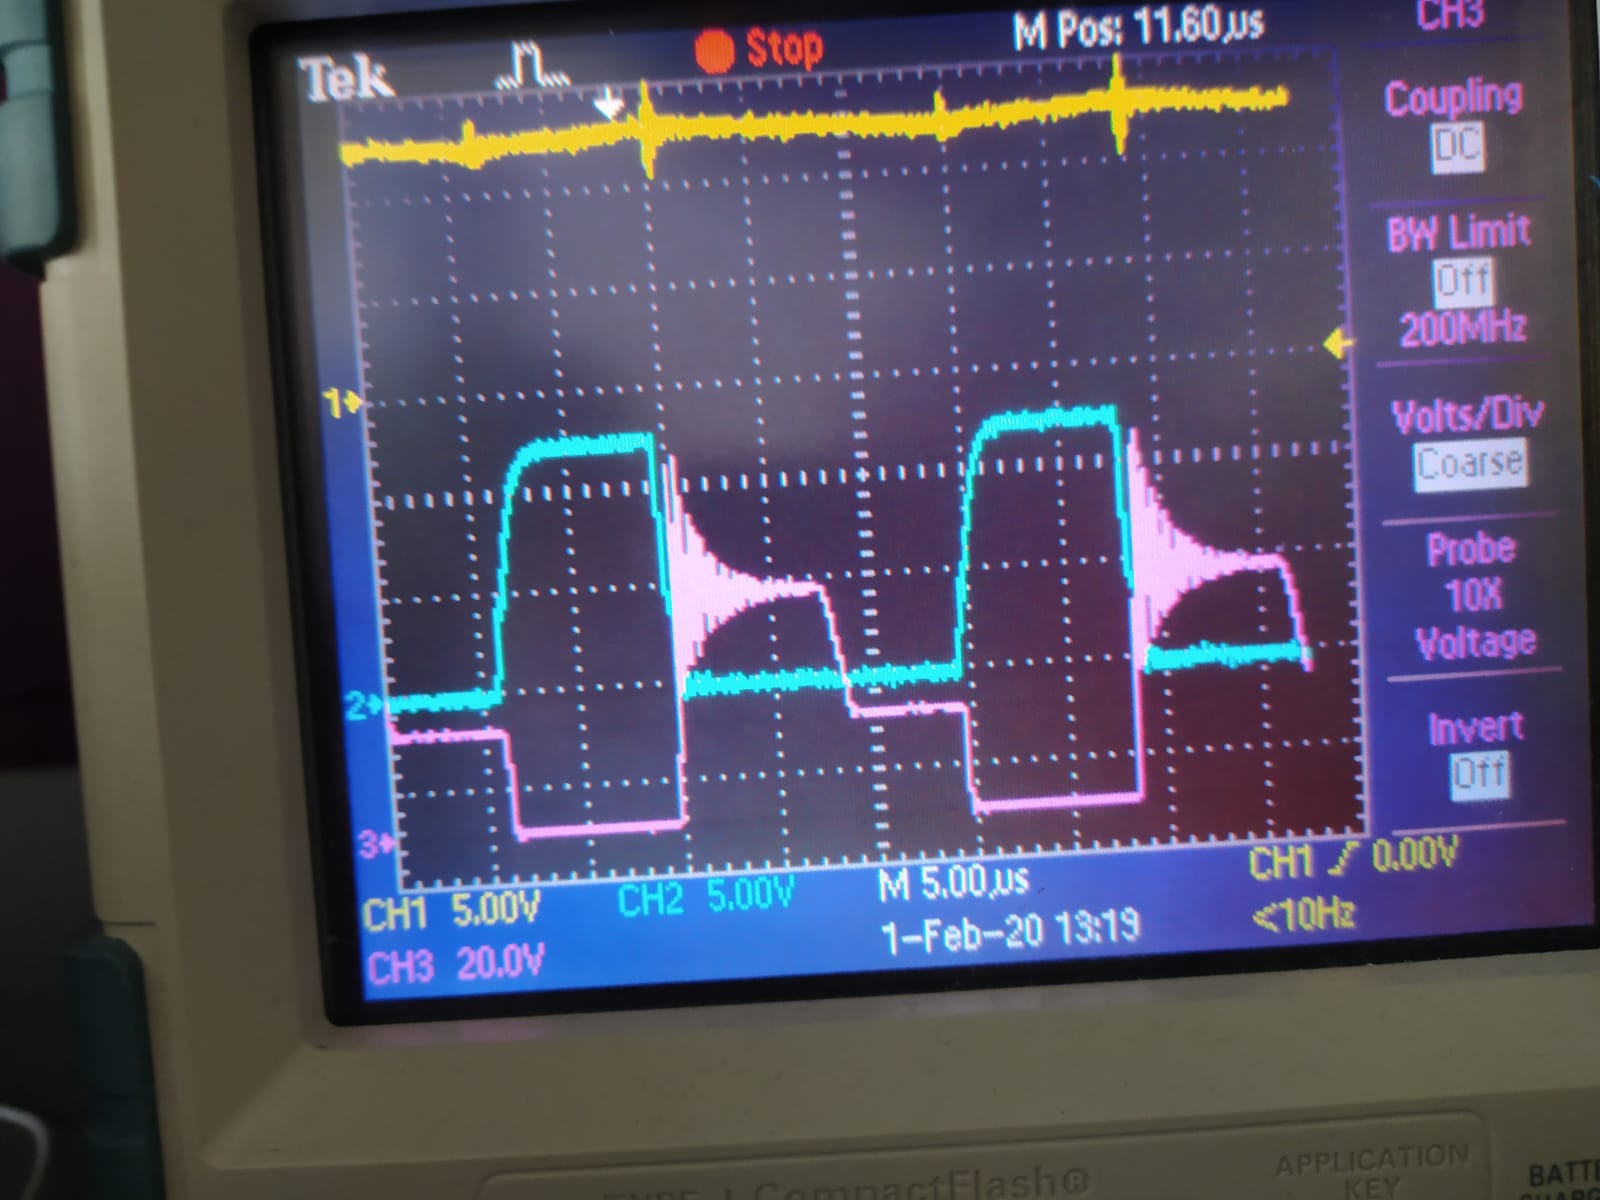 Tek Stop M Pos: 11.60µs CH3
Coupling
DC
BW Limit
Off
200MHz
1
Volts/Div
Coarse
Probe
10X
Voltage
2
Invert
Off
3
CH1 5.00V CH2 5.00V M 5.00µs CH1 0.00V
CH3 20.0V 1-Feb-20 13:19 <10Hz
CompactFlash®
APPLICATION
KEY